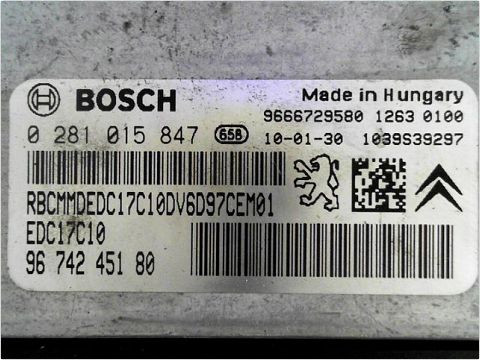 BOSCH
Made in Hungary
9666729580 1263 0100
0 281 015 847 658 10-01-30 1039S39297
RBCMMDEDC17C10DV6D97CEM01
EDC17C10
96 742 451 80